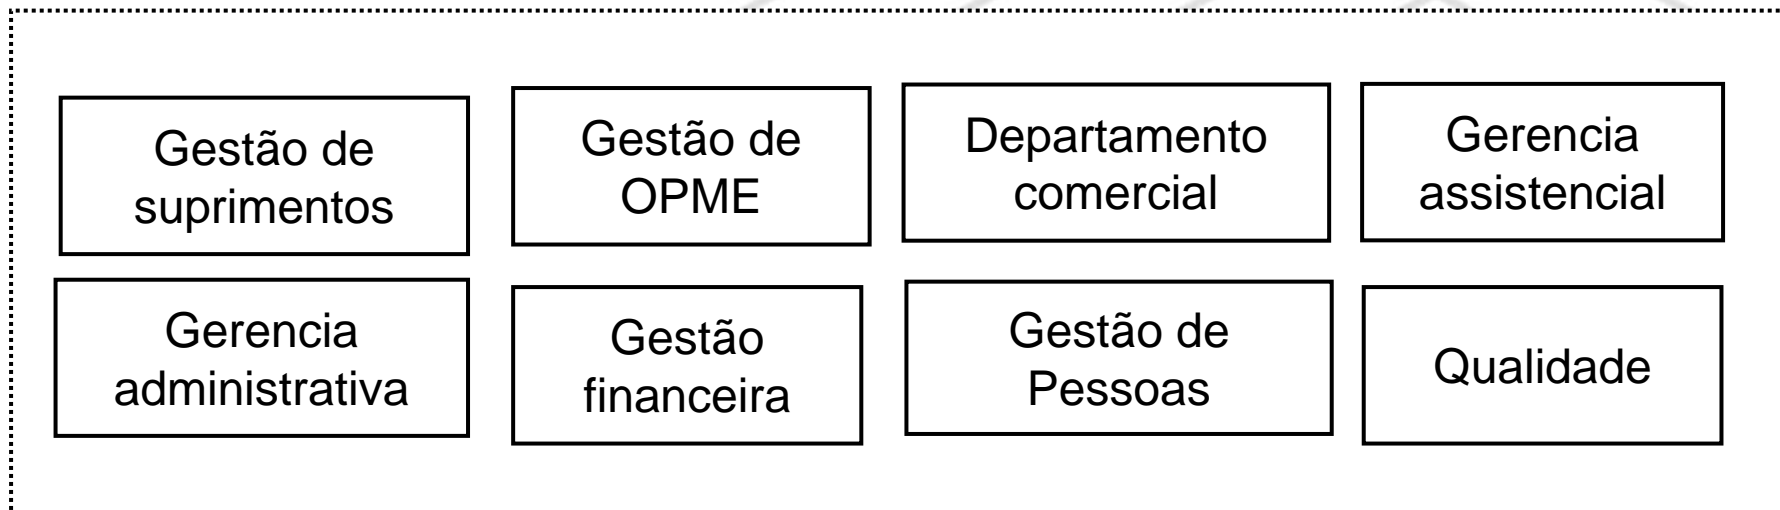 Gestão de
suprimentos
Gestão de
OPME
Departamento
comercial
Gerencia
assistencial
Gerencia
administrativa
Gestão
financeira
Gestão de
Pessoas
Qualidade